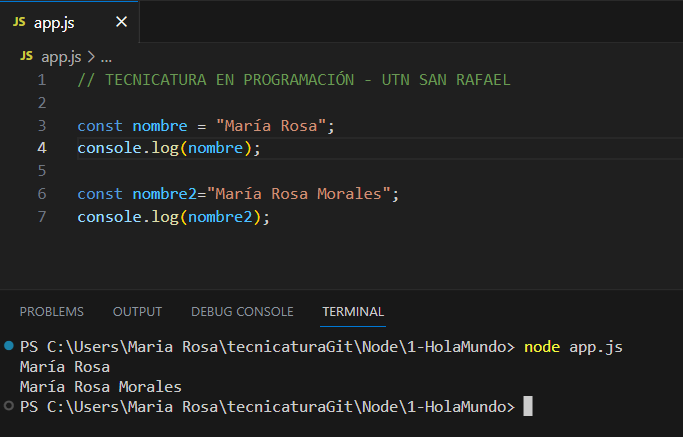 JS app.js ×
JS app.js > ...
1 // TECNICATURA EN PROGRAMACIÓN - UTN SAN RAFAEL
2
3 const nombre = "María Rosa";
4 console.log(nombre);
5
6 const nombre2="María Rosa Morales";
7 console.log(nombre2);
PROBLEMS OUTPUT DEBUG CONSOLE TERMINAL
PS C:\Users\Maria Rosa\tecnicaturaGit\Node\1-HolaMundo> node app.js
María Rosa
María Rosa Morales
PS C:\Users\Maria Rosa\tecnicaturaGit\Node\1-HolaMundo>